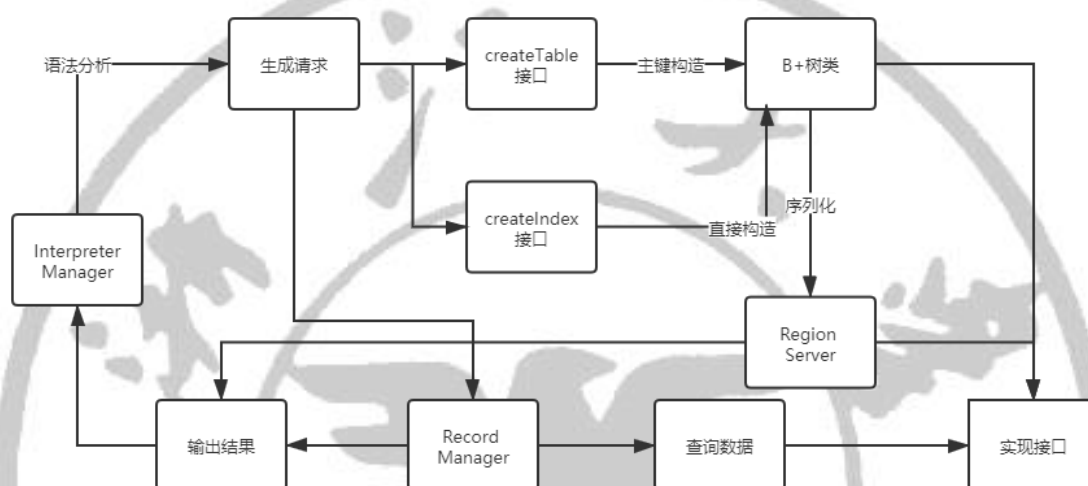 语法分析
生成请求
createTable
接口
主键构造
B+树类
createIndex
接口
直接构造
序列化
Interpreter
Manager
Region
Server
输出结果
Record
Manager
查询数据
实现接口